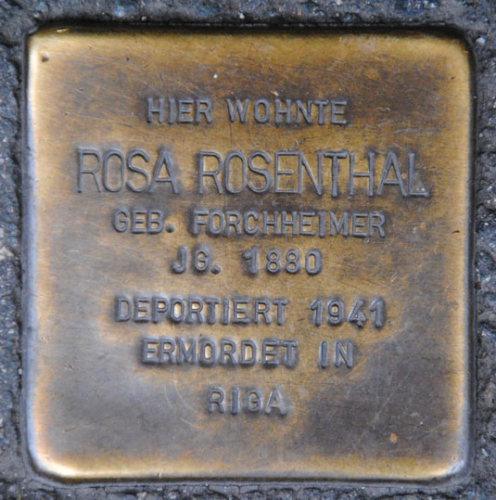 HIER WOHNTE
ROSA ROSENTHAL
GEB. FORCHHEIMER
JG. 1880
DEPORTIERT 1941
ERMORDET IN
RIGA